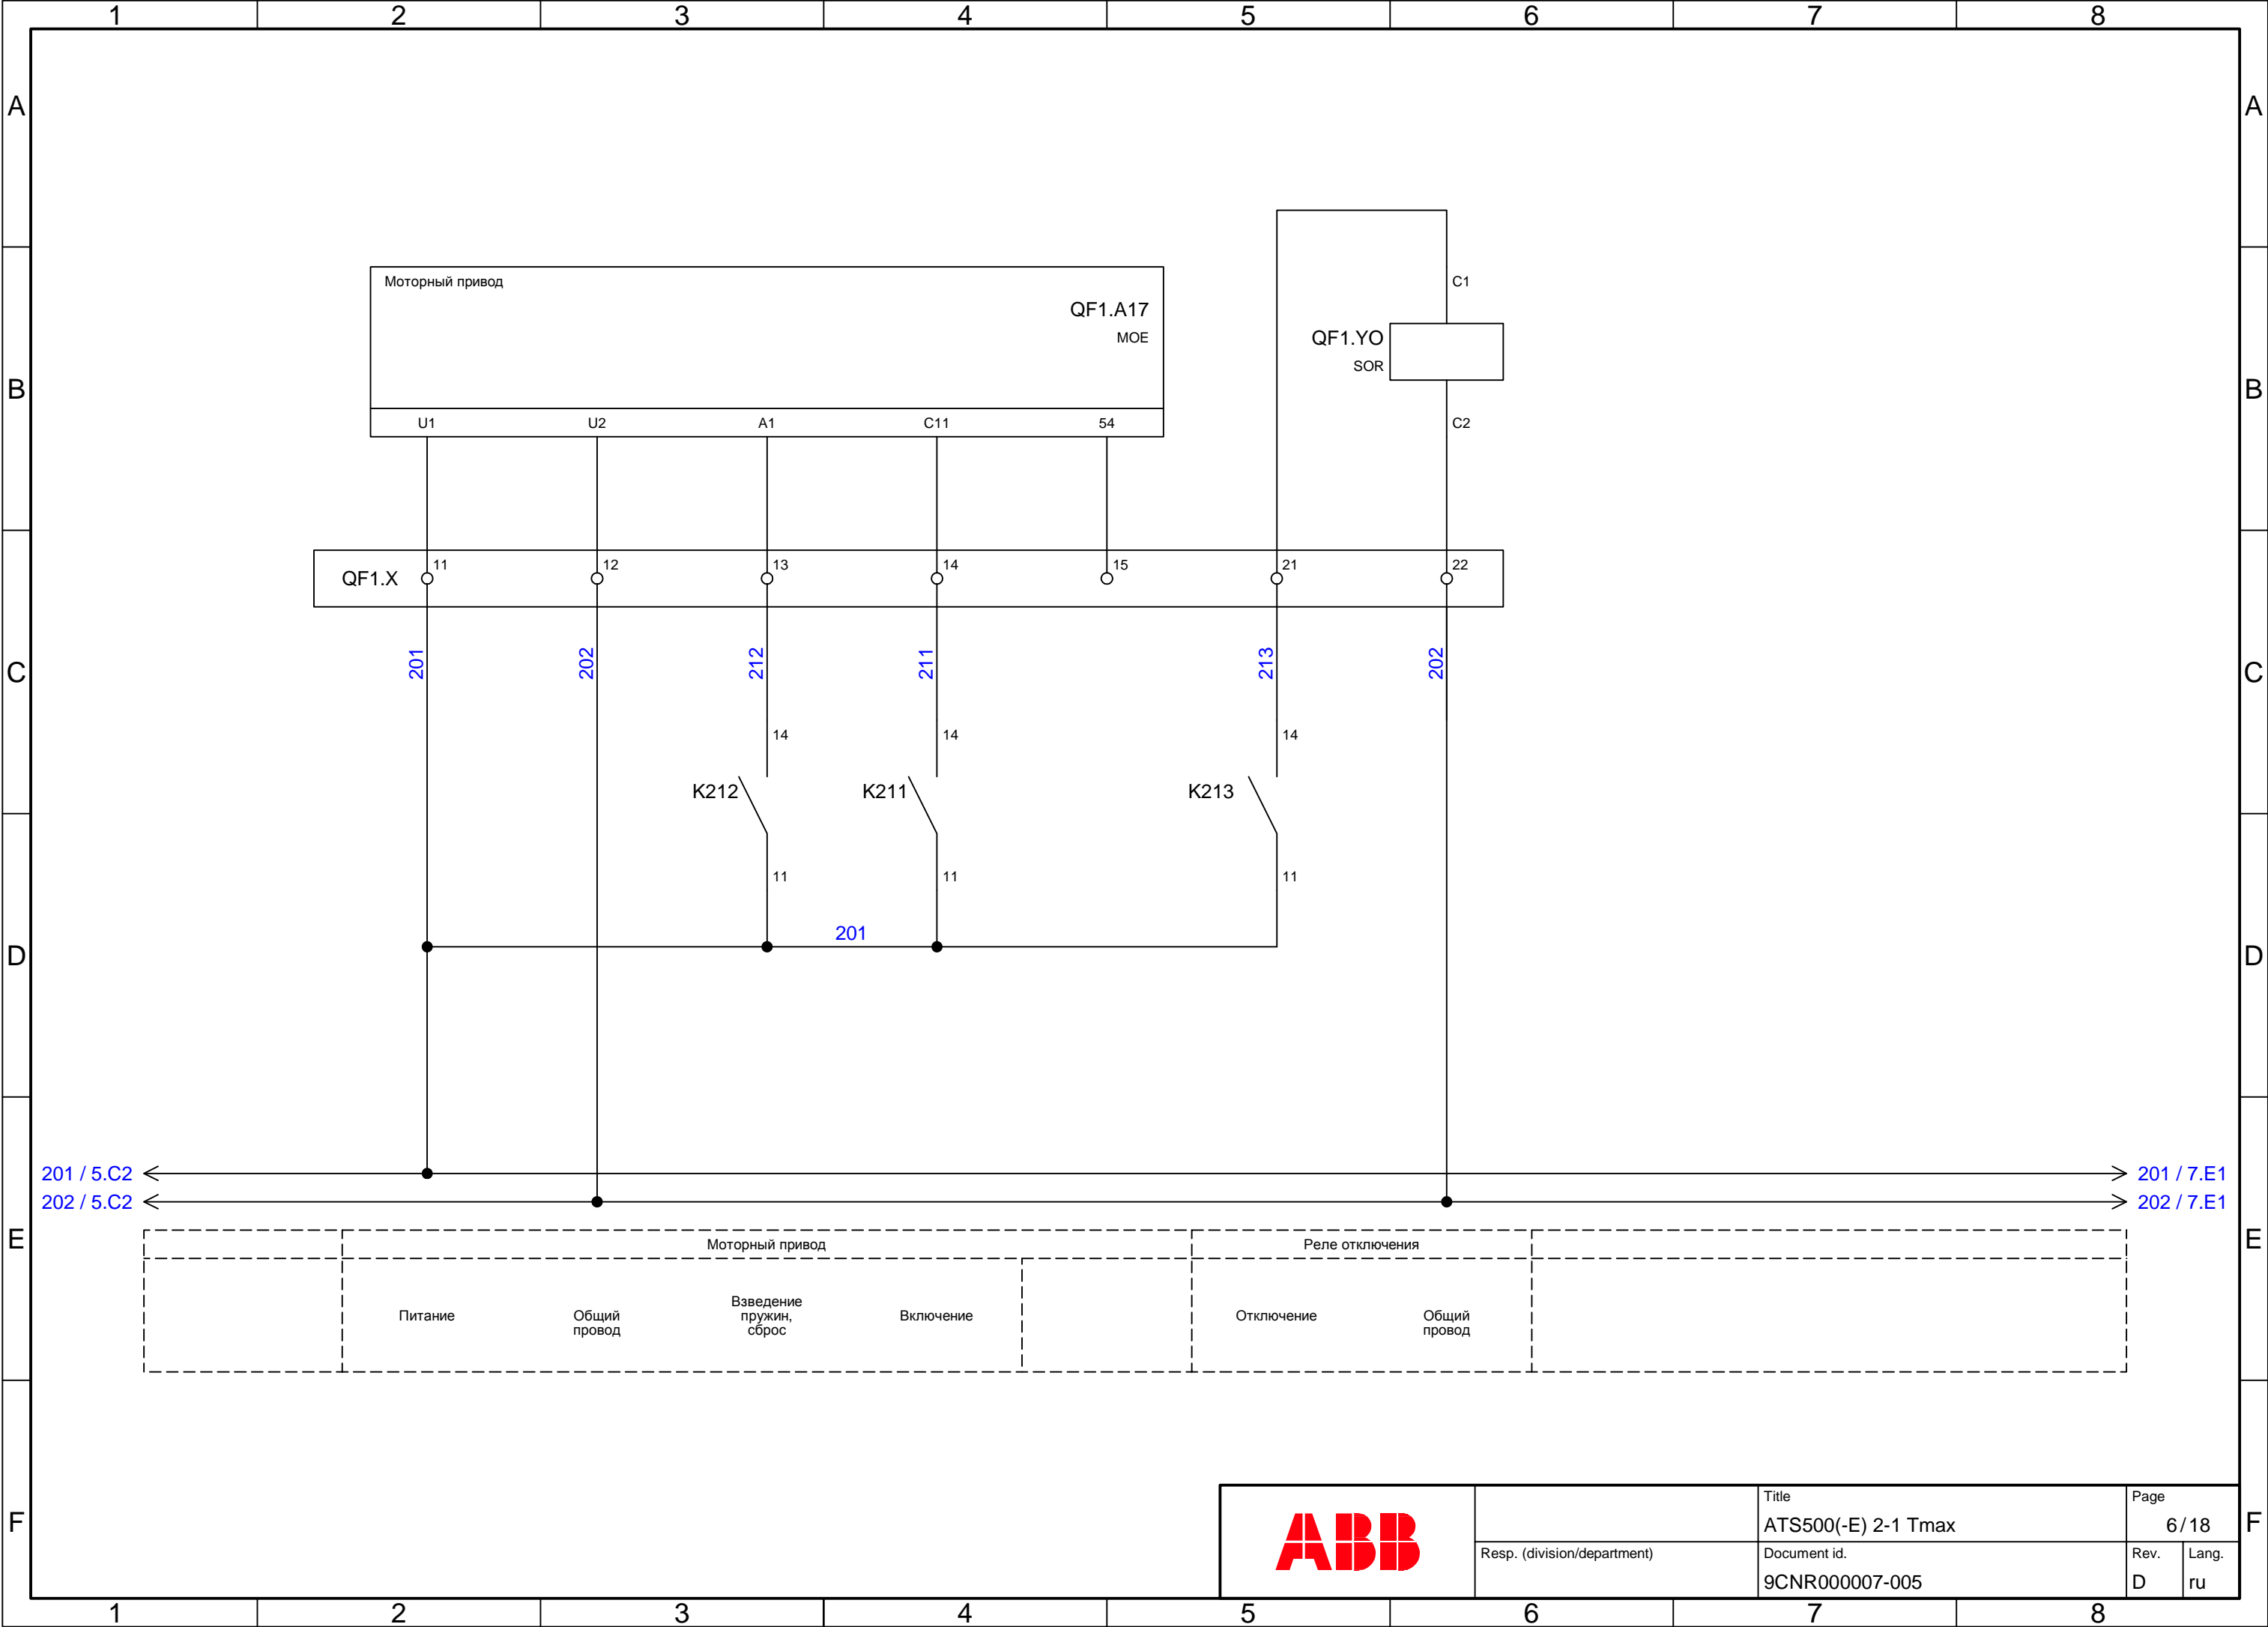 1 2 3 4 5 6 7 8
A A
Моторный привод
QF1.A17
MOE
C1
QF1.YO
SOR
B B
U1 U2 A1 C11 54
C2
QF1.X 11 12 13 14 15 21 22
201 202 212 211 213 202
C C
14 14 14
K212 K211 K213
11 11 11
201
D D
201 / 5.C2 201 / 7.E1
202 / 5.C2 202 / 7.E1
E E
Моторный привод Реле отключения
Питание
Общий
провод
Взведение
пружин,
сброс
Включение
Отключение
Общий
провод
F F
ABB
Title
ATS500(-E) 2-1 Tmax
Page
6/18
Resp. (division/department)
Document id.
9CNR000007-005
Rev.
D
Lang.
ru
1 2 3 4 5 6 7 8